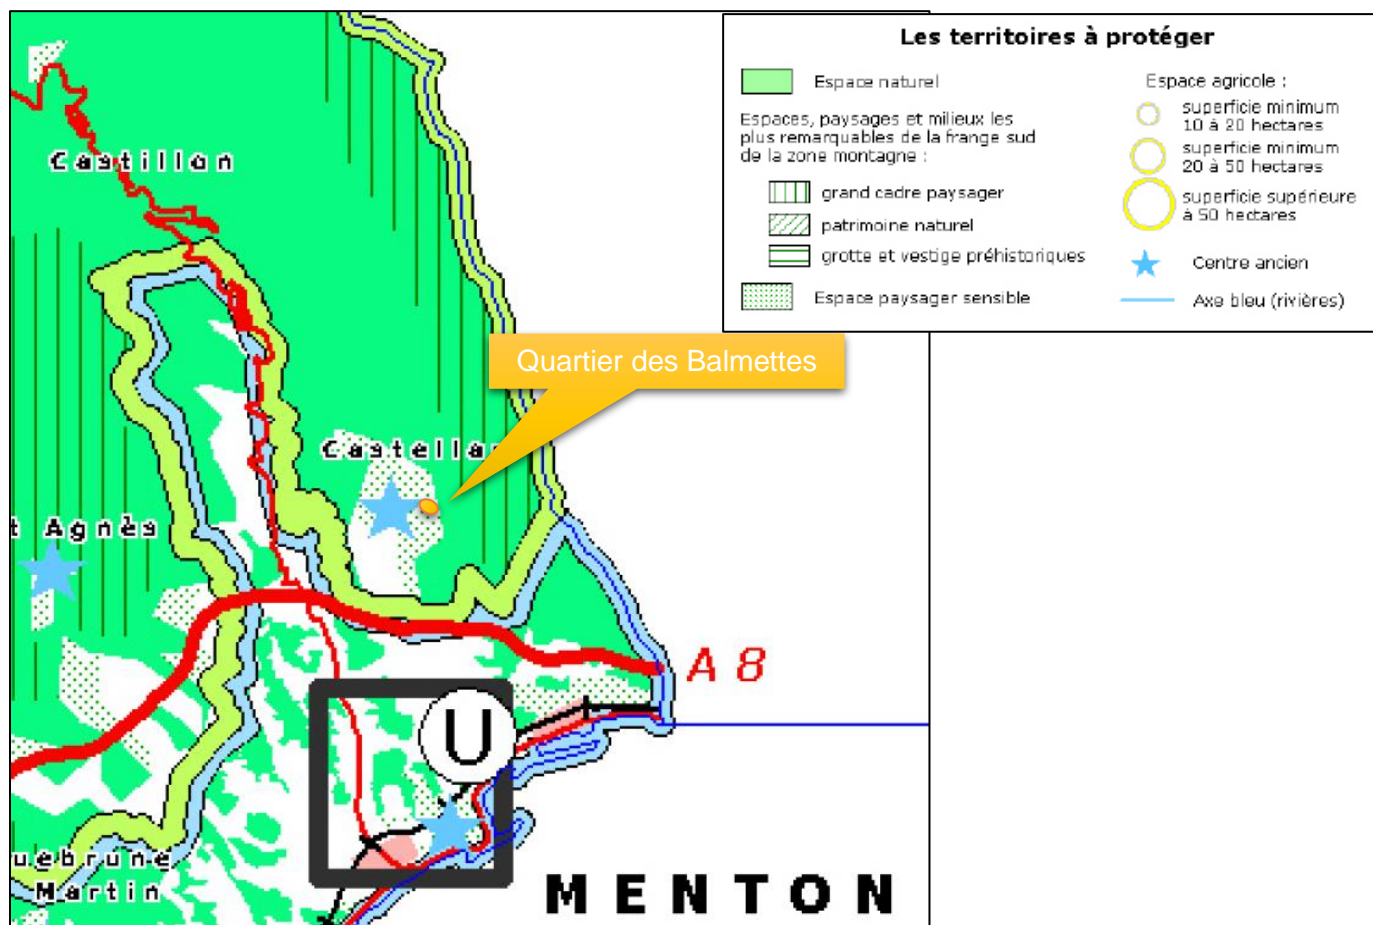 Les territoires à protéger
Espace naturel
Espaces, paysages et milieux les
plus remarquables de la frange sud
de la zone montagne :
grand cadre paysager
patrimoine naturel
grotte et vestige préhistoriques
Espace paysager sensible
Espace agricole :
superficie minimum
10 à 20 hectares
superficie minimum
20 à 50 hectares
superficie supérieure
à 50 hectares
Centre ancien
Axe bleu (rivières)
Castillon
Quartier des Balmettes
Castellar
t Agnès
A 8
U
uebrune
Martin
MENTON